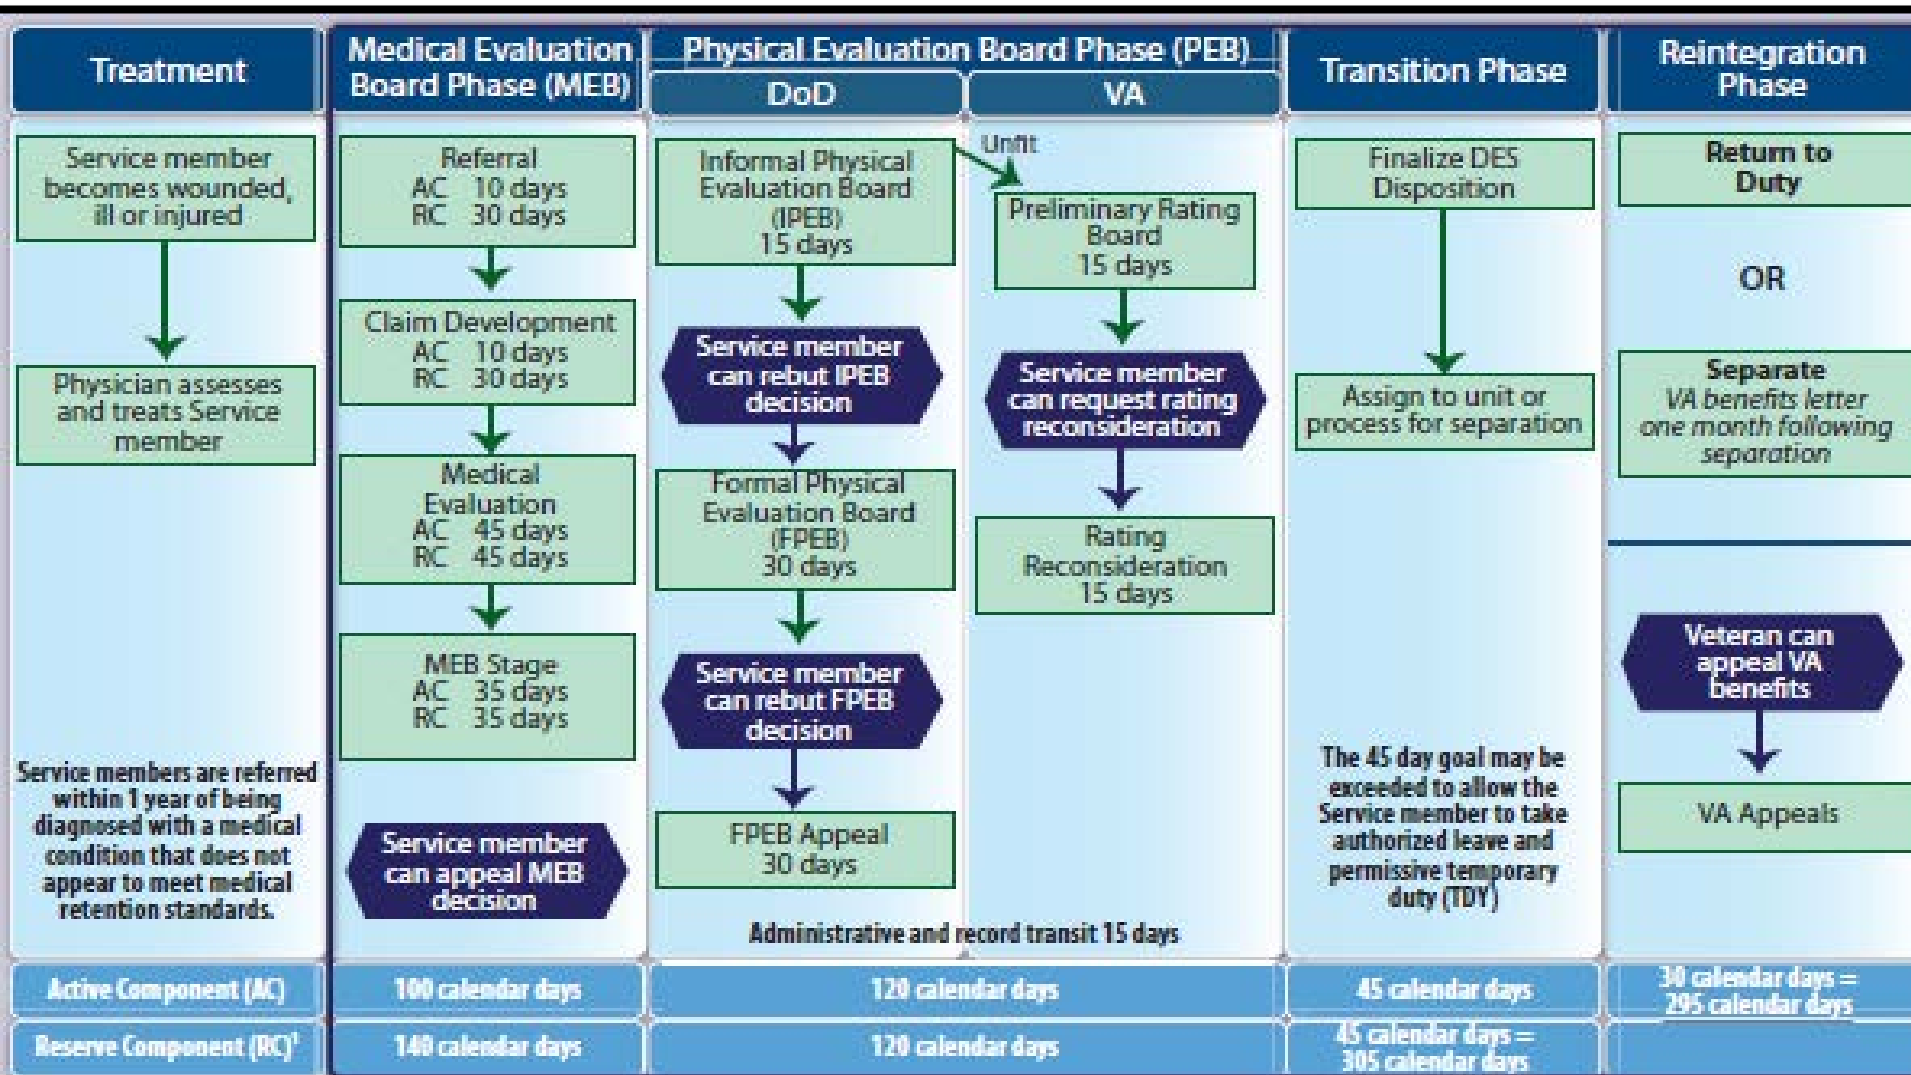 Treatment
Medical Evaluation
Board Phase (MEB)
Physical Evaluation Board Phase (PEB)
DoD
VA
Transition Phase
Reintegration
Phase
Service member
becomes wounded,
ill or injured
Physician assesses
and treats Service
member
Service members are referred
within 1 year of being
diagnosed with a medical
condition that does not
appear to meet medical
retention standards.
Referral
AC 10 days
RC 30 days
Claim Development
AC 10 days
RC 30 days
Medical
Evaluation
AC 45 days
RC 45 days
MEB Stage
AC 35 days
RC 35 days
Service member
can appeal MEB
decision
Informal Physical
Evaluation Board
(IPEB)
15 days
Service member
can rebut IPEB
decision
Formal Physical
Evaluation Board
(FPEB)
30 days
Service member
can rebut FPEB
decision
FPEB Appeal
30 days
Unfit
Preliminary Rating
Board
15 days
Service member
can request rating
reconsideration
Rating
Reconsideration
15 days
Administrative and record transit 15 days
Finalize DES
Disposition
Assign to unit or
process for separation
The 45 day goal may be
exceeded to allow the
Service member to take
authorized leave and
permissive temporary
duty (TDY)
Return to
Duty
OR
Separate
VA benefits letter
one month following
separation
Veteran can
appeal VA
benefits
VA Appeals
Active Component (AC)
100 calendar days
120 calendar days
45 calendar days
30 calendar days =
295 calendar days
Reserve Component (RC)¹
140 calendar days
120 calendar days
45 calendar days =
305 calendar days